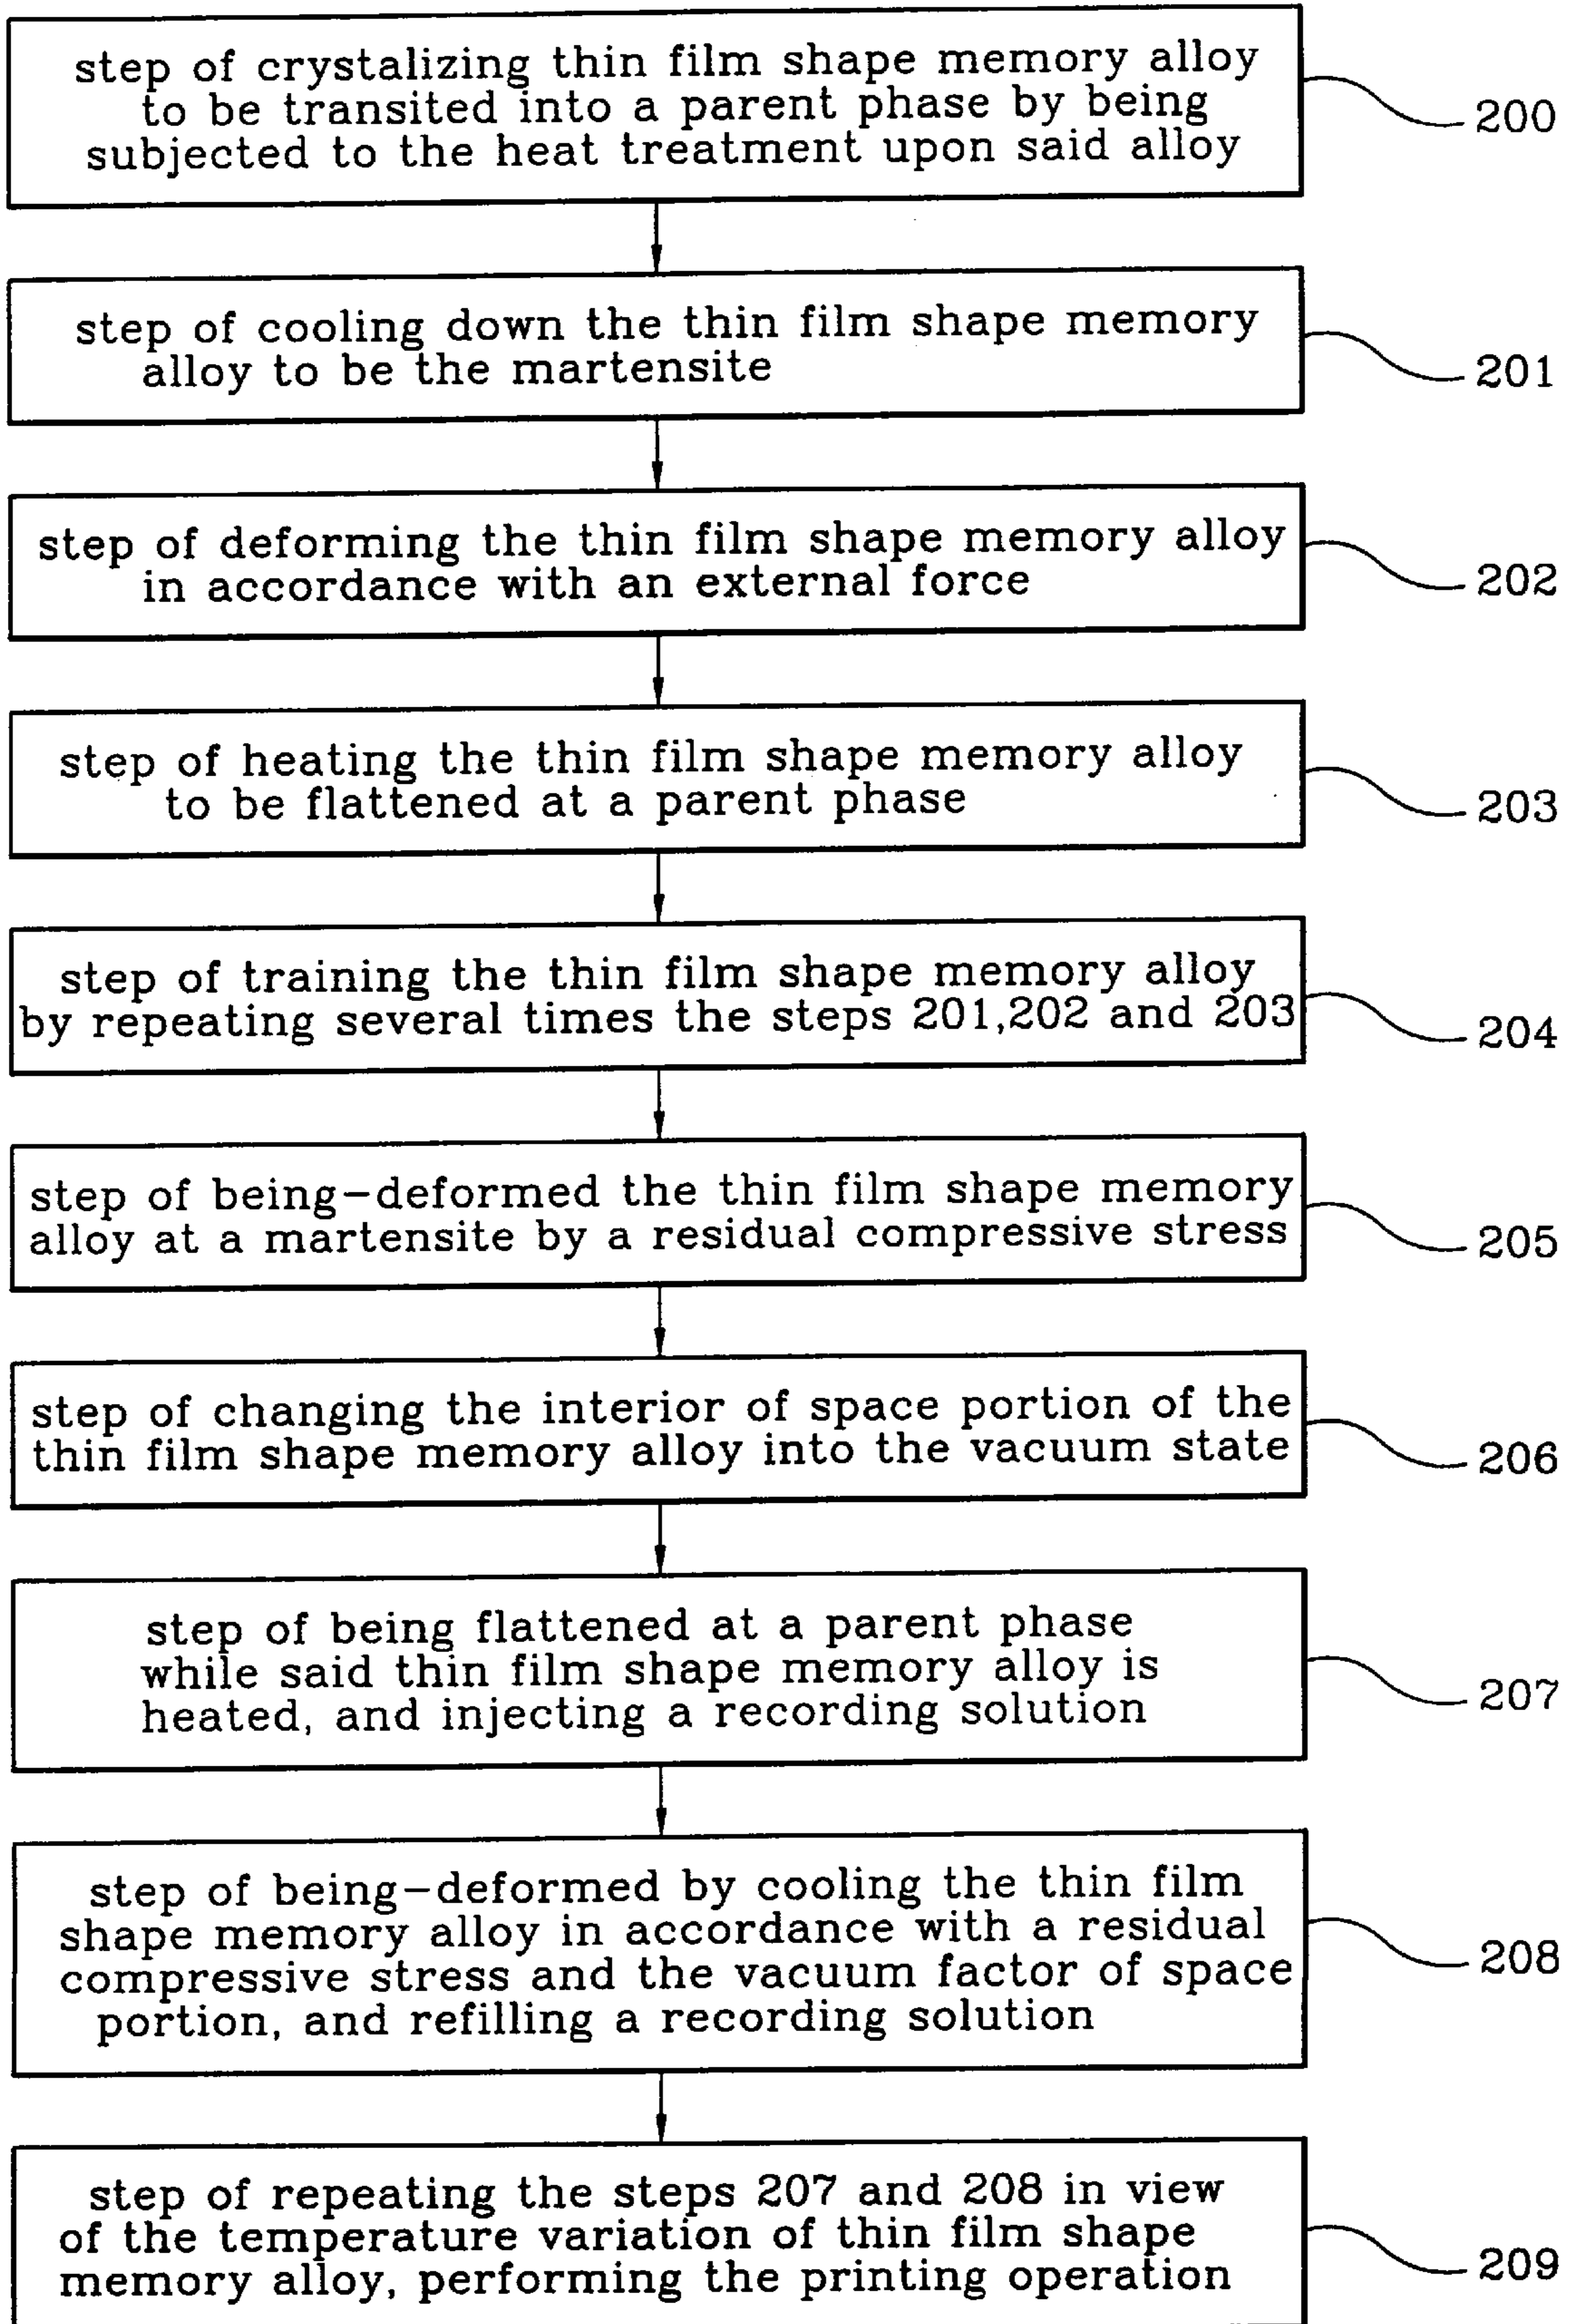 step of crystalizing thin film shape memory alloy
to be transited into a parent phase by being
subjected to the heat treatment upon said alloy
200
step of cooling down the thin film shape memory
alloy to be the martensite
201
step of deforming the thin film shape memory alloy
in accordance with an external force
202
step of heating the thin film shape memory alloy
to be flattened at a parent phase
203
step of training the thin film shape memory alloy
by repeating several times the steps 201,202 and 203
204
step of being-deformed the thin film shape memory
alloy at a martensite by a residual compressive stress
205
step of changing the interior of space portion of the
thin film shape memory alloy into the vacuum state
206
step of being flattened at a parent phase
while said thin film shape memory alloy is
heated, and injecting a recording solution
207
step of being-deformed by cooling the thin film
shape memory alloy in accordance with a residual
compressive stress and the vacuum factor of space
portion, and refilling a recording solution
208
step of repeating the steps 207 and 208 in view
of the temperature variation of thin film shape
memory alloy, performing the printing operation
209